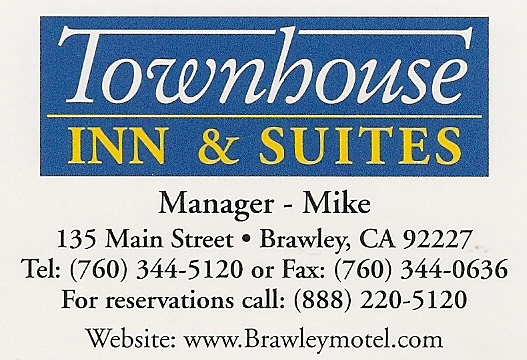 Townhouse
INN & SUITES
Manager - Mike
135 Main Street • Brawley, CA 92227
Tel: (760) 344-5120 or Fax: (760) 344-0636
For reservations call: (888) 220-5120
Website: www.Brawleymotel.com